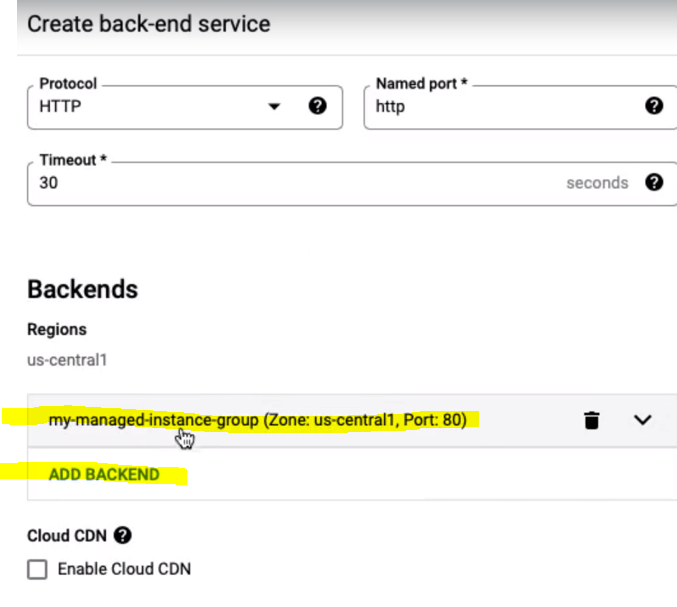 Create back-end service
Protocol
Named port *
HTTP
http
Timeout *
30
seconds
Backends
Regions
us-central1
my-managed-instance-group (Zone: us-central1, Port: 80)
ADD BACKEND
Cloud CDN
Enable Cloud CDN